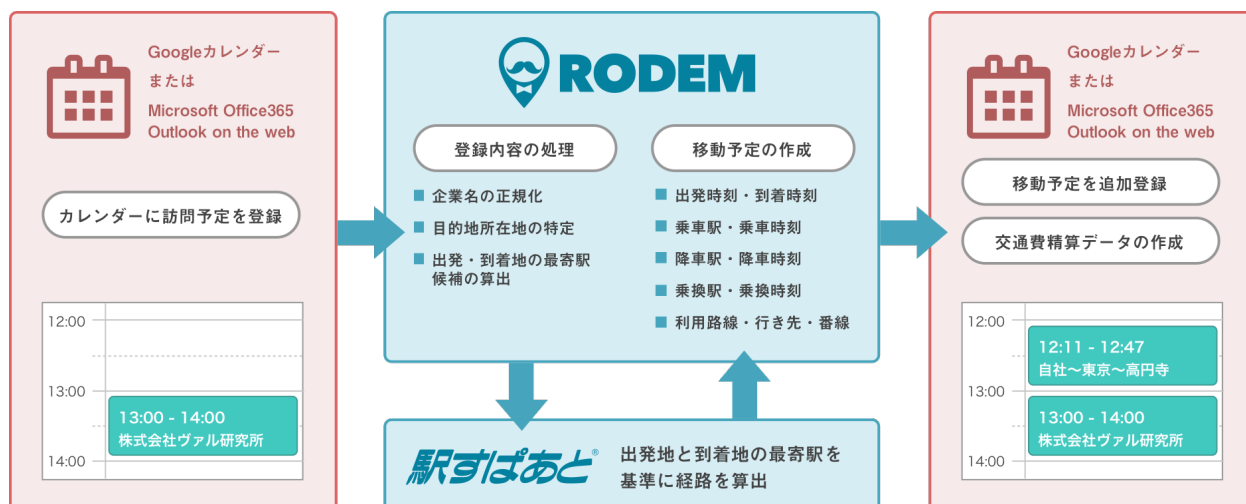 Googleカレンダー
または
Microsoft Office365
Outlook on the web
カレンダーに訪問予定を登録
12:00
13:00
13:00 - 14:00
株式会社ヴァル研究所
14:00
RODEM
登録内容の処理
企業名の正規化
目的地所在地の特定
出発・到着地の最寄駅
候補の算出
移動予定の作成
出発時刻・到着時刻
乗車駅・乗車時刻
降車駅・降車時刻
乗換駅・乗換時刻
利用路線・行き先・番線
駅すぱあと®
出発地と到着地の最寄駅を
基準に経路を算出
Googleカレンダー
または
Microsoft Office365
Outlook on the web
移動予定を追加登録
交通費精算データの作成
12:00
12:11 - 12:47
自社〜東京〜高円寺
13:00
13:00 - 14:00
株式会社ヴァル研究所
14:00